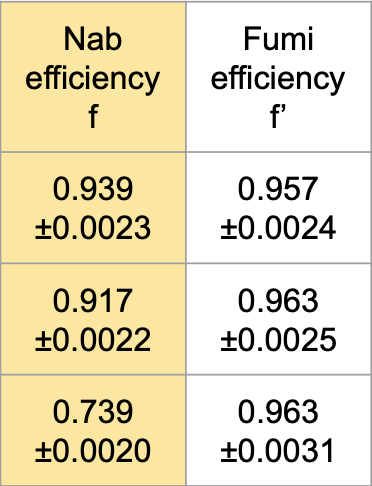 Nab
efficiency
f
Fumi
efficiency
f’
0.939
±0.0023
0.957
±0.0024
0.917
±0.0022
0.963
±0.0025
0.739
±0.0020
0.963
±0.0031